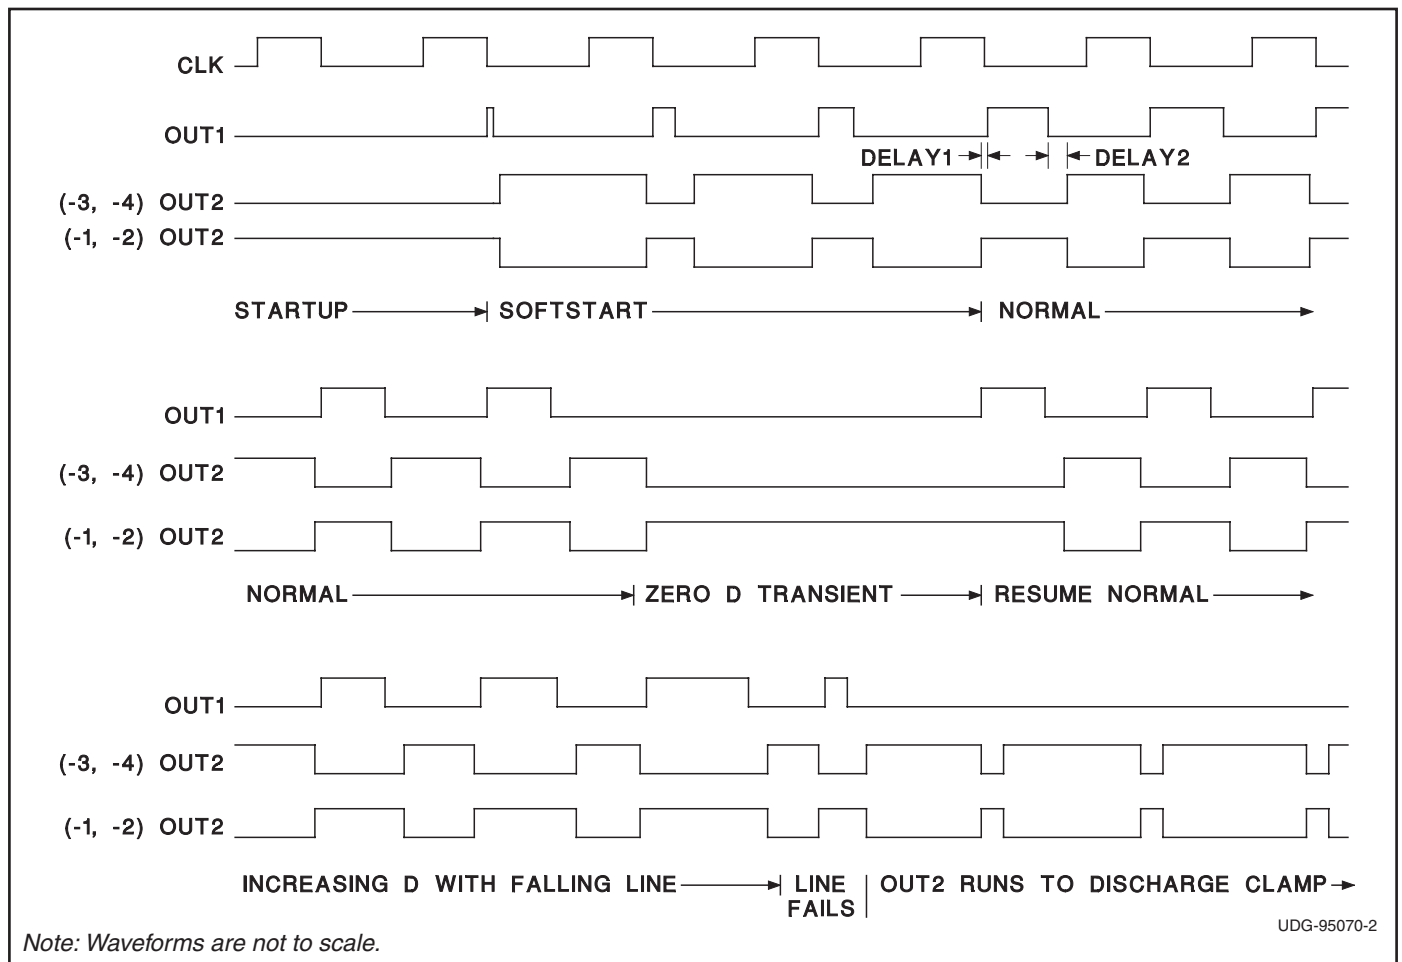 CLK
OUT1
DELAY1 DELAY2
(-3, -4) OUT2
(-1, -2) OUT2
STARTUP SOFTSTART NORMAL
OUT1
(-3, -4) OUT2
(-1, -2) OUT2
NORMAL ZERO D TRANSIENT RESUME NORMAL
OUT1
(-3, -4) OUT2
(-1, -2) OUT2
INCREASING D WITH FALLING LINE LINE FAILS OUT2 RUNS TO DISCHARGE CLAMP
UDG-95070-2
Note: Waveforms are not to scale.